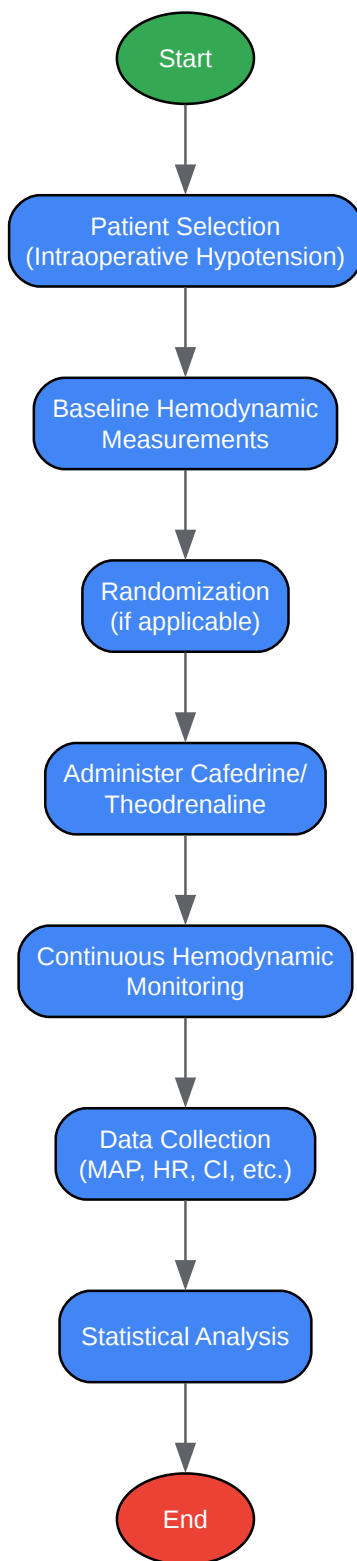 Start
Patient Selection
(Intraoperative Hypotension)
Baseline Hemodynamic
Measurements
Randomization
(if applicable)
Administer Cafedrine/
Theodrenaline
Continuous Hemodynamic
Monitoring
Data Collection
(MAP, HR, CI, etc.)
Statistical Analysis
End